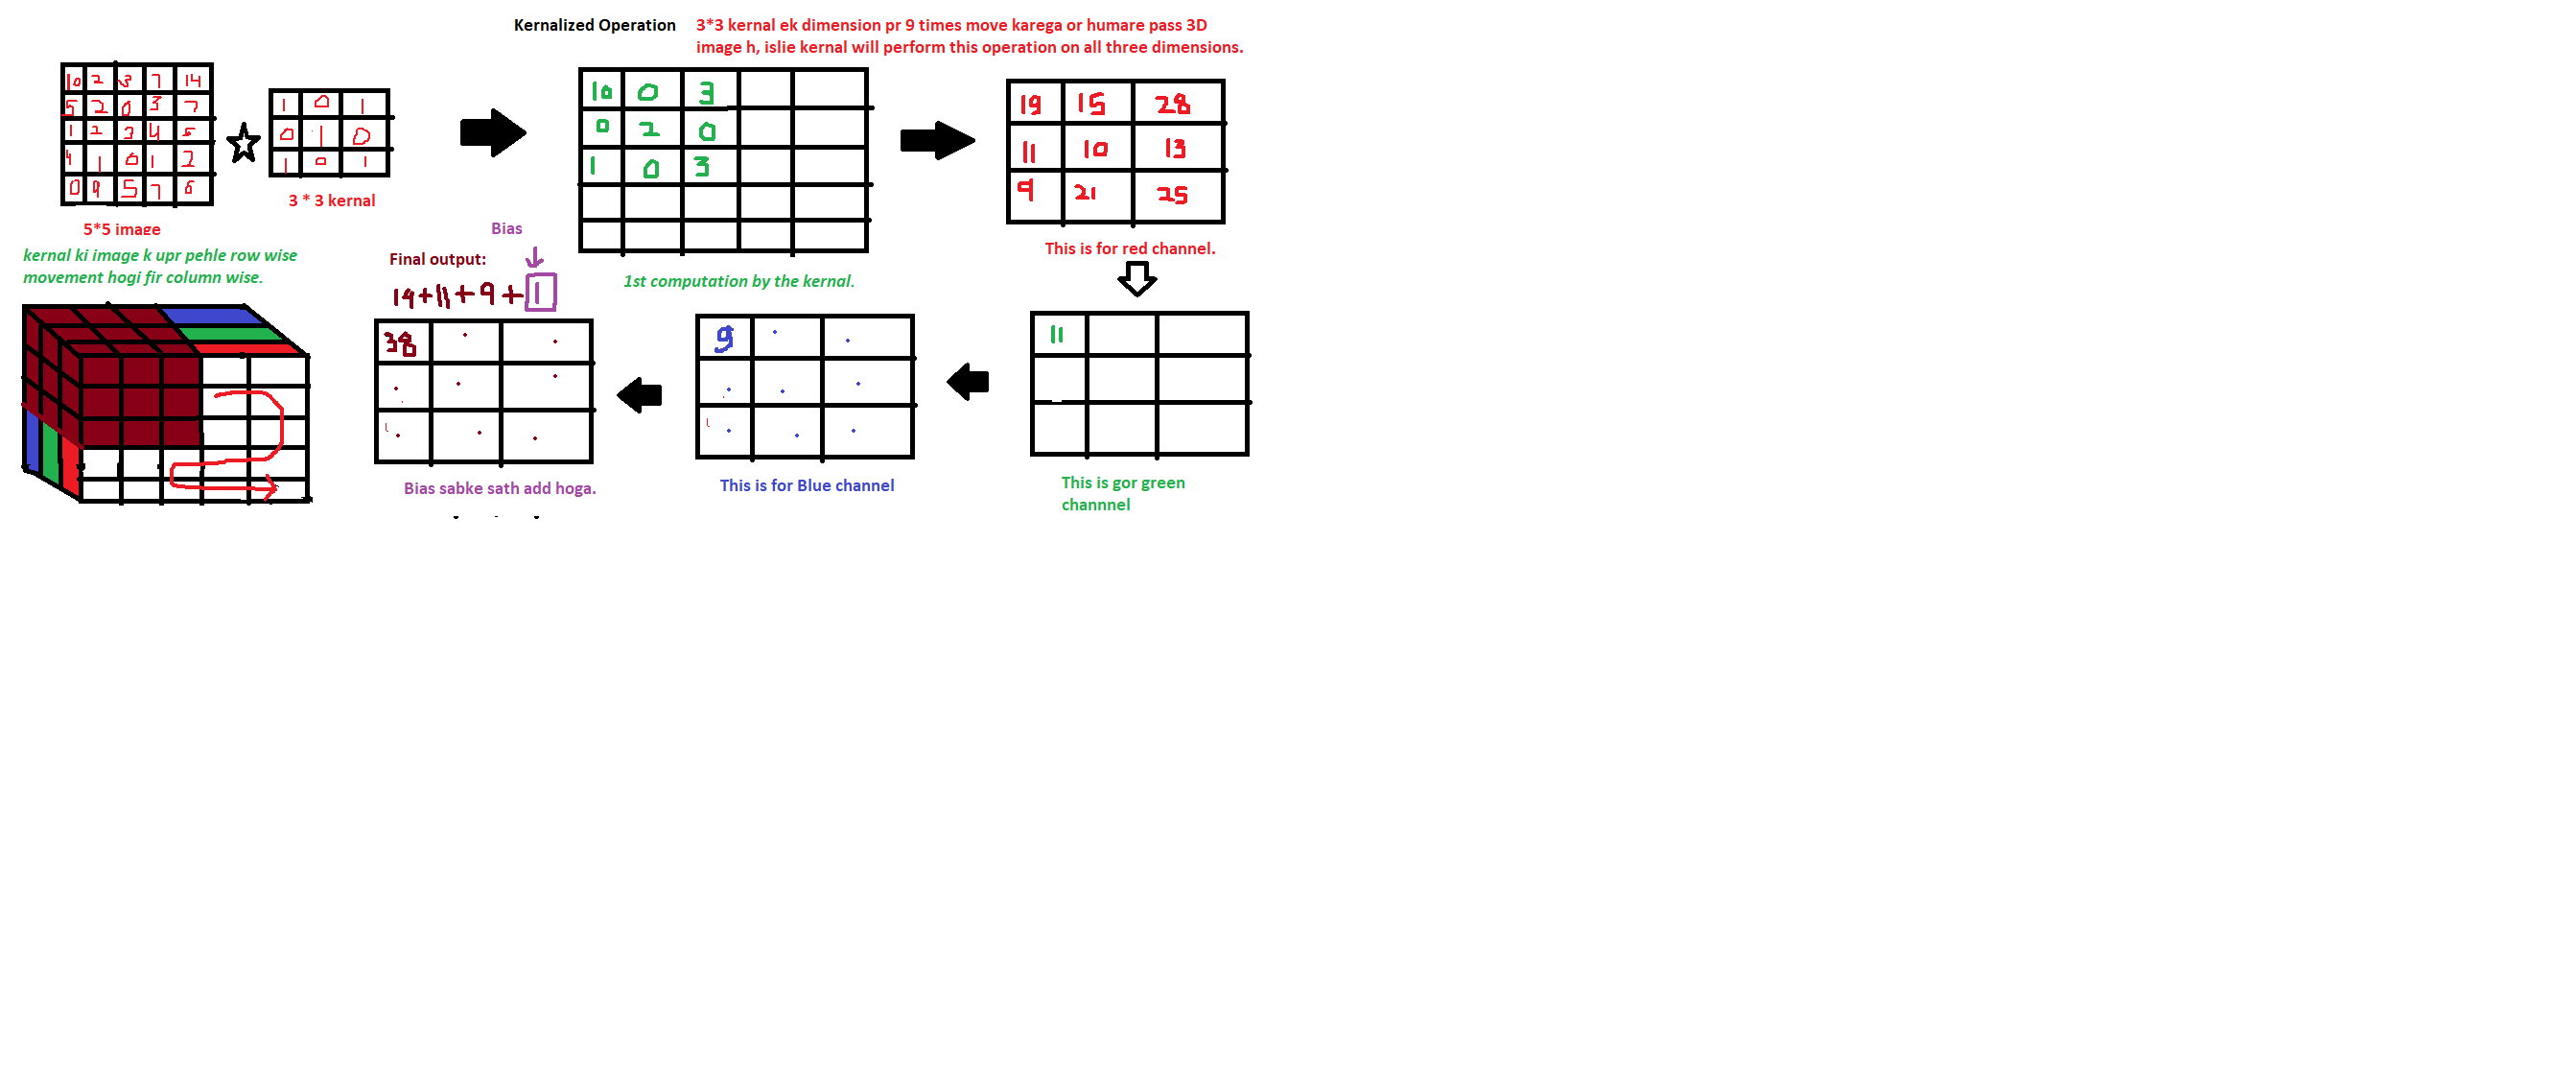 Kernalized Operation
3*3 kernal ek dimension pr 9 times move karega or humare pass 3D
image h, islie kernal will perform this operation on all three dimensions.
10 2 3 7 14
5 2 0 3 7
1 2 3 4 5
4 1 0 1 2
0 9 5 7 6
5*5 image
1 0 1
0 1 0
1 0 1
3 * 3 kernal
10 0 3
0 2 0
1 0 3
1st computation by the kernal.
19 15 28
11 10 13
9 21 25
This is for red channel.
kernal ki image k upr pehle row wise
movement hogi fir column wise.
Bias
Final output:
19+11+9+1
38
Bias sabke sath add hoga.
9
This is for Blue channel
11
This is gor green
channnel